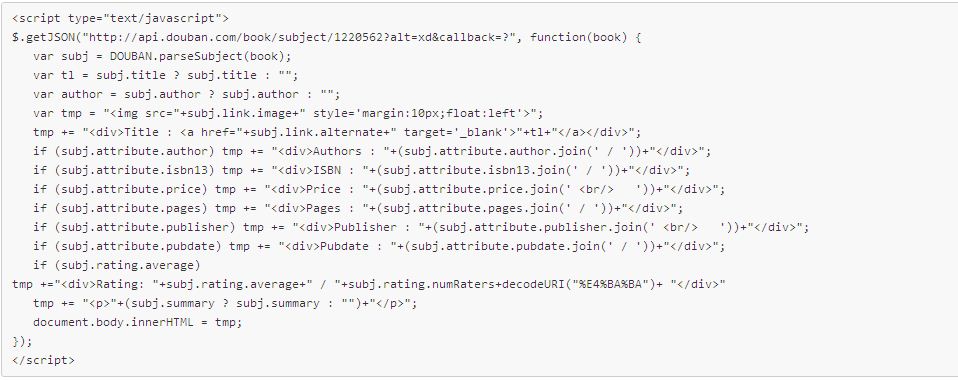 <script type="text/javascript">
$.getJSON("http://api.douban.com/book/subject/1220562?alt=xd&callback=?", function(book) {
   var subj = DOUBAN.parseSubject(book);
   var tl = subj.title ? subj.title : "";
   var author = subj.author ? subj.author : "";
   var tmp = "<img src="+subj.link.image+" style='margin:10px;float:left'>";
   tmp += "<div>Title : <a href="+subj.link.alternate+" target='_blank'>"+tl+"</a></div>";
   if (subj.attribute.author) tmp += "<div>Authors : "+(subj.attribute.author.join(' / '))+"</div>";
   if (subj.attribute.isbn13) tmp += "<div>ISBN : "+(subj.attribute.isbn13.join(' / '))+"</div>";
   if (subj.attribute.price) tmp += "<div>Price : "+(subj.attribute.price.join(' <br/>   '))+"</div>";
   if (subj.attribute.pages) tmp += "<div>Pages : "+(subj.attribute.pages.join(' / '))+"</div>";
   if (subj.attribute.publisher) tmp += "<div>Publisher : "+(subj.attribute.publisher.join(' <br/>   '))+"</div>";
   if (subj.attribute.pubdate) tmp += "<div>Pubdate : "+(subj.attribute.pubdate.join(' / '))+"</div>";
   if (subj.rating.average)
tmp +="<div>Rating: "+subj.rating.average+" / "+subj.rating.numRaters+decodeURI("%E4%BA%BA")+ "</div>"
   tmp += "<p>"+(subj.summary ? subj.summary : "")+"</p>";
   document.body.innerHTML = tmp;
});
</script>